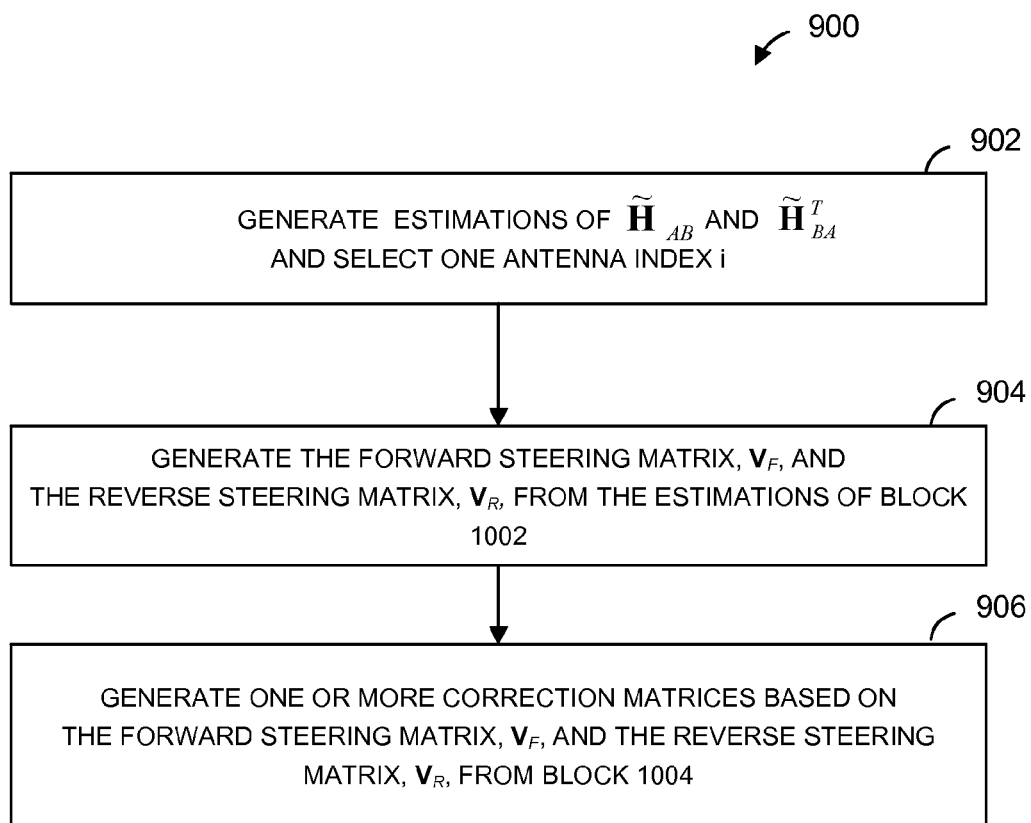 900
902
GENERATE ESTIMATIONS OF H̃_AB AND H̃^T_BA
AND SELECT ONE ANTENNA INDEX i
904
GENERATE THE FORWARD STEERING MATRIX, V_F, AND
THE REVERSE STEERING MATRIX, V_R, FROM THE ESTIMATIONS OF BLOCK
1002
906
GENERATE ONE OR MORE CORRECTION MATRICES BASED ON
THE FORWARD STEERING MATRIX, V_F, AND THE REVERSE STEERING
MATRIX, V_R, FROM BLOCK 1004